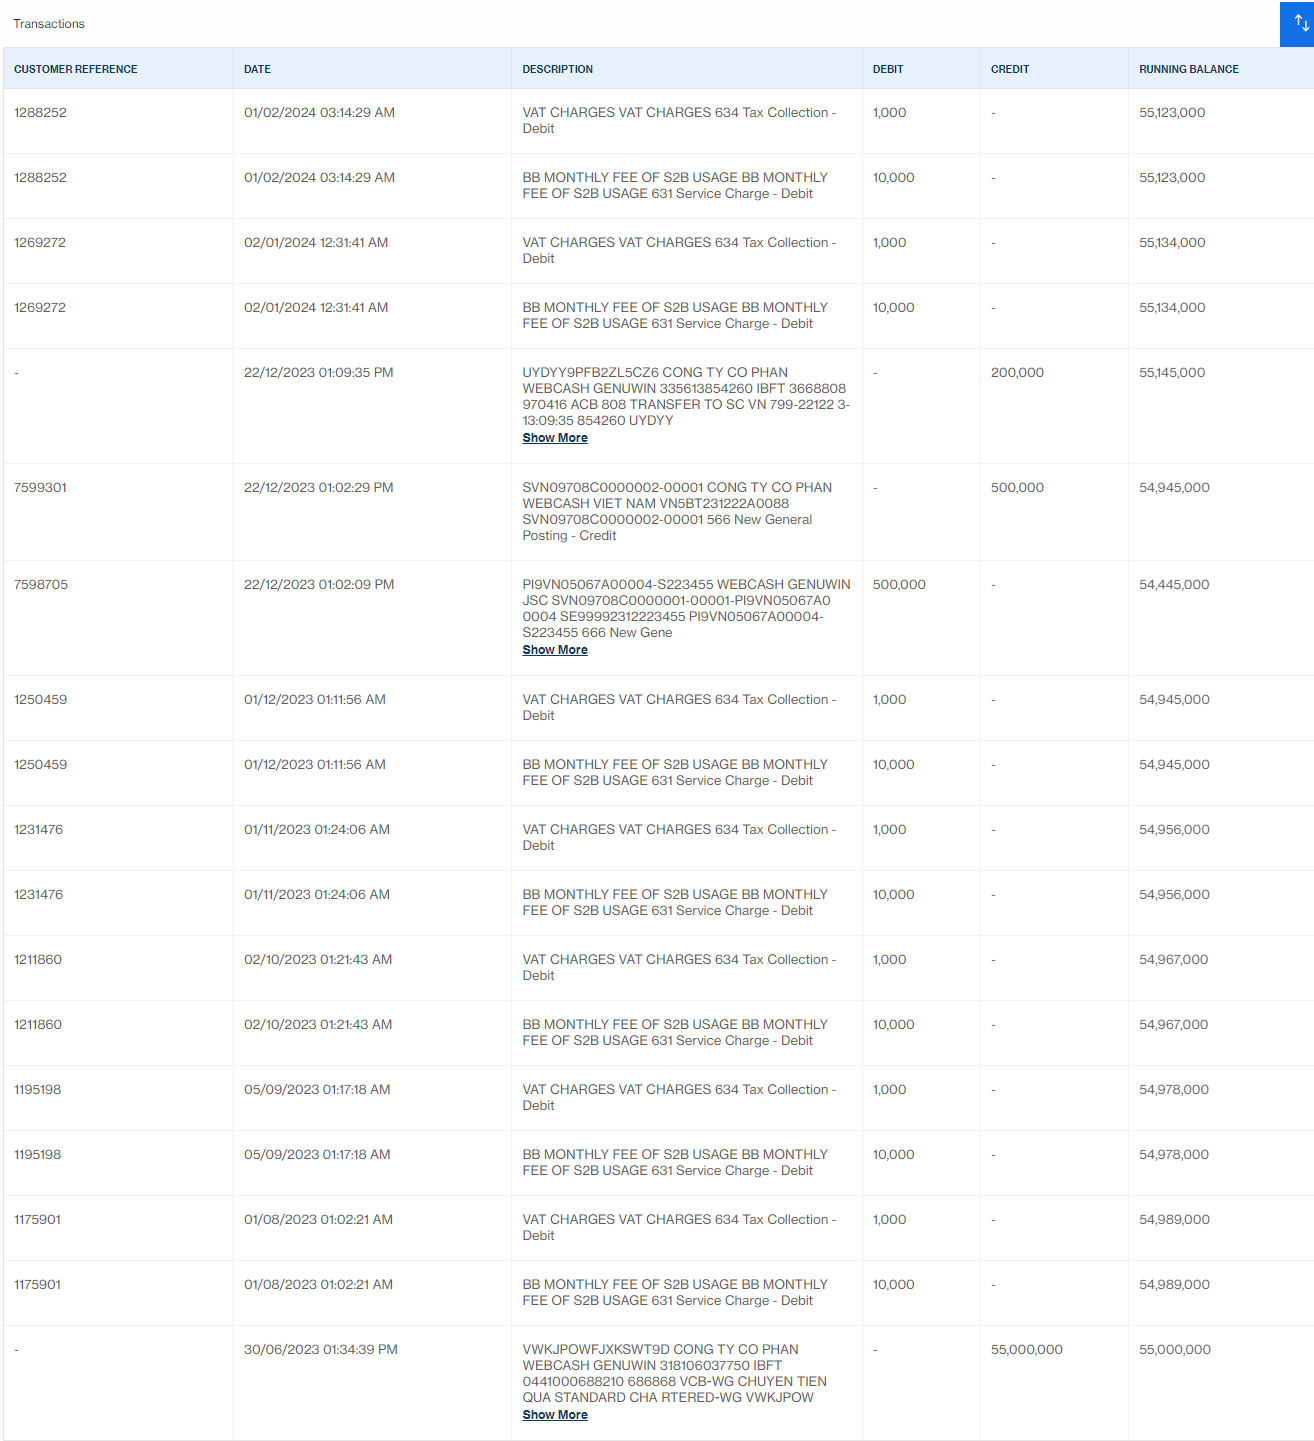 Transactions
CUSTOMER REFERENCE DATE DESCRIPTION DEBIT CREDIT RUNNING BALANCE
1288252 01/02/2024 03:14:29 AM VAT CHARGES VAT CHARGES 634 Tax Collection - 1,000 - 55,123,000
Debit
1288252 01/02/2024 03:14:29 AM BB MONTHLY FEE OF S2B USAGE BB MONTHLY 10,000 - 55,123,000
FEE OF S2B USAGE 631 Service Charge - Debit
1269272 02/01/2024 12:31:41 AM VAT CHARGES VAT CHARGES 634 Tax Collection - 1,000 - 55,134,000
Debit
1269272 02/01/2024 12:31:41 AM BB MONTHLY FEE OF S2B USAGE BB MONTHLY 10,000 - 55,134,000
FEE OF S2B USAGE 631 Service Charge - Debit
- 22/12/2023 01:09:35 PM UYDYY9PFB2ZL5CZ6 CONG TY CO PHAN - 200,000 55,145,000
WEBCASH GENUWIN 335613854260 IBFT 3668808
970416 ACB 808 TRANSFER TO SC VN 799-22122 3-
13:09:35 854260 UYDYY
Show More
7599301 22/12/2023 01:02:29 PM SVN09708C0000002-00001 CONG TY CO PHAN - 500,000 54,945,000
WEBCASH VIET NAM VN5BT231222A0088
SVN09708C0000002-00001 566 New General
Posting - Credit
7598705 22/12/2023 01:02:09 PM PI9VN05067A00004-S223455 WEBCASH GENUWIN 500,000 - 54,445,000
JSC SVN09708C0000001-00001-PI9VN05067A0
0004 SE99992312223455 PI9VN05067A00004-
S223455 666 New Gene
Show More
1250459 01/12/2023 01:11:56 AM VAT CHARGES VAT CHARGES 634 Tax Collection - 1,000 - 54,945,000
Debit
1250459 01/12/2023 01:11:56 AM BB MONTHLY FEE OF S2B USAGE BB MONTHLY 10,000 - 54,945,000
FEE OF S2B USAGE 631 Service Charge - Debit
1231476 01/11/2023 01:24:06 AM VAT CHARGES VAT CHARGES 634 Tax Collection - 1,000 - 54,956,000
Debit
1231476 01/11/2023 01:24:06 AM BB MONTHLY FEE OF S2B USAGE BB MONTHLY 10,000 - 54,956,000
FEE OF S2B USAGE 631 Service Charge - Debit
1211860 02/10/2023 01:21:43 AM VAT CHARGES VAT CHARGES 634 Tax Collection - 1,000 - 54,967,000
Debit
1211860 02/10/2023 01:21:43 AM BB MONTHLY FEE OF S2B USAGE BB MONTHLY 10,000 - 54,967,000
FEE OF S2B USAGE 631 Service Charge - Debit
1195198 05/09/2023 01:17:18 AM VAT CHARGES VAT CHARGES 634 Tax Collection - 1,000 - 54,978,000
Debit
1195198 05/09/2023 01:17:18 AM BB MONTHLY FEE OF S2B USAGE BB MONTHLY 10,000 - 54,978,000
FEE OF S2B USAGE 631 Service Charge - Debit
1175901 01/08/2023 01:02:21 AM VAT CHARGES VAT CHARGES 634 Tax Collection - 1,000 - 54,989,000
Debit
1175901 01/08/2023 01:02:21 AM BB MONTHLY FEE OF S2B USAGE BB MONTHLY 10,000 - 54,989,000
FEE OF S2B USAGE 631 Service Charge - Debit
- 30/06/2023 01:34:39 PM VWKJPOWFJXKSWT9D CONG TY CO PHAN - 55,000,000 55,000,000
WEBCASH GENUWIN 318106037750 IBFT
0441000688210 686868 VCB-WG CHUYEN TIEN
QUA STANDARD CHA RTERED-WG VWKJPOW
Show More